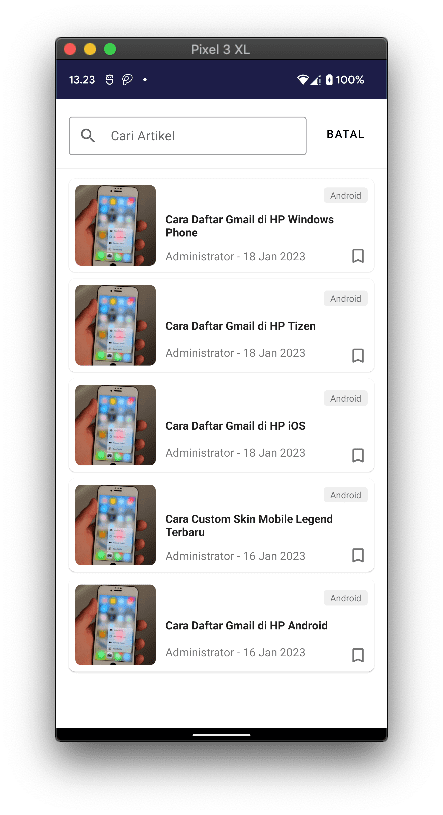 Pixel 3 XL
13.23
100%
Cari Artikel
BATAL
Android
Cara Daftar Gmail di HP Windows
Phone
Administrator - 18 Jan 2023
Android
Cara Daftar Gmail di HP Tizen
Administrator - 18 Jan 2023
Android
Cara Daftar Gmail di HP iOS
Administrator - 18 Jan 2023
Android
Cara Custom Skin Mobile Legend
Terbaru
Administrator - 16 Jan 2023
Android
Cara Daftar Gmail di HP Android
Administrator - 16 Jan 2023